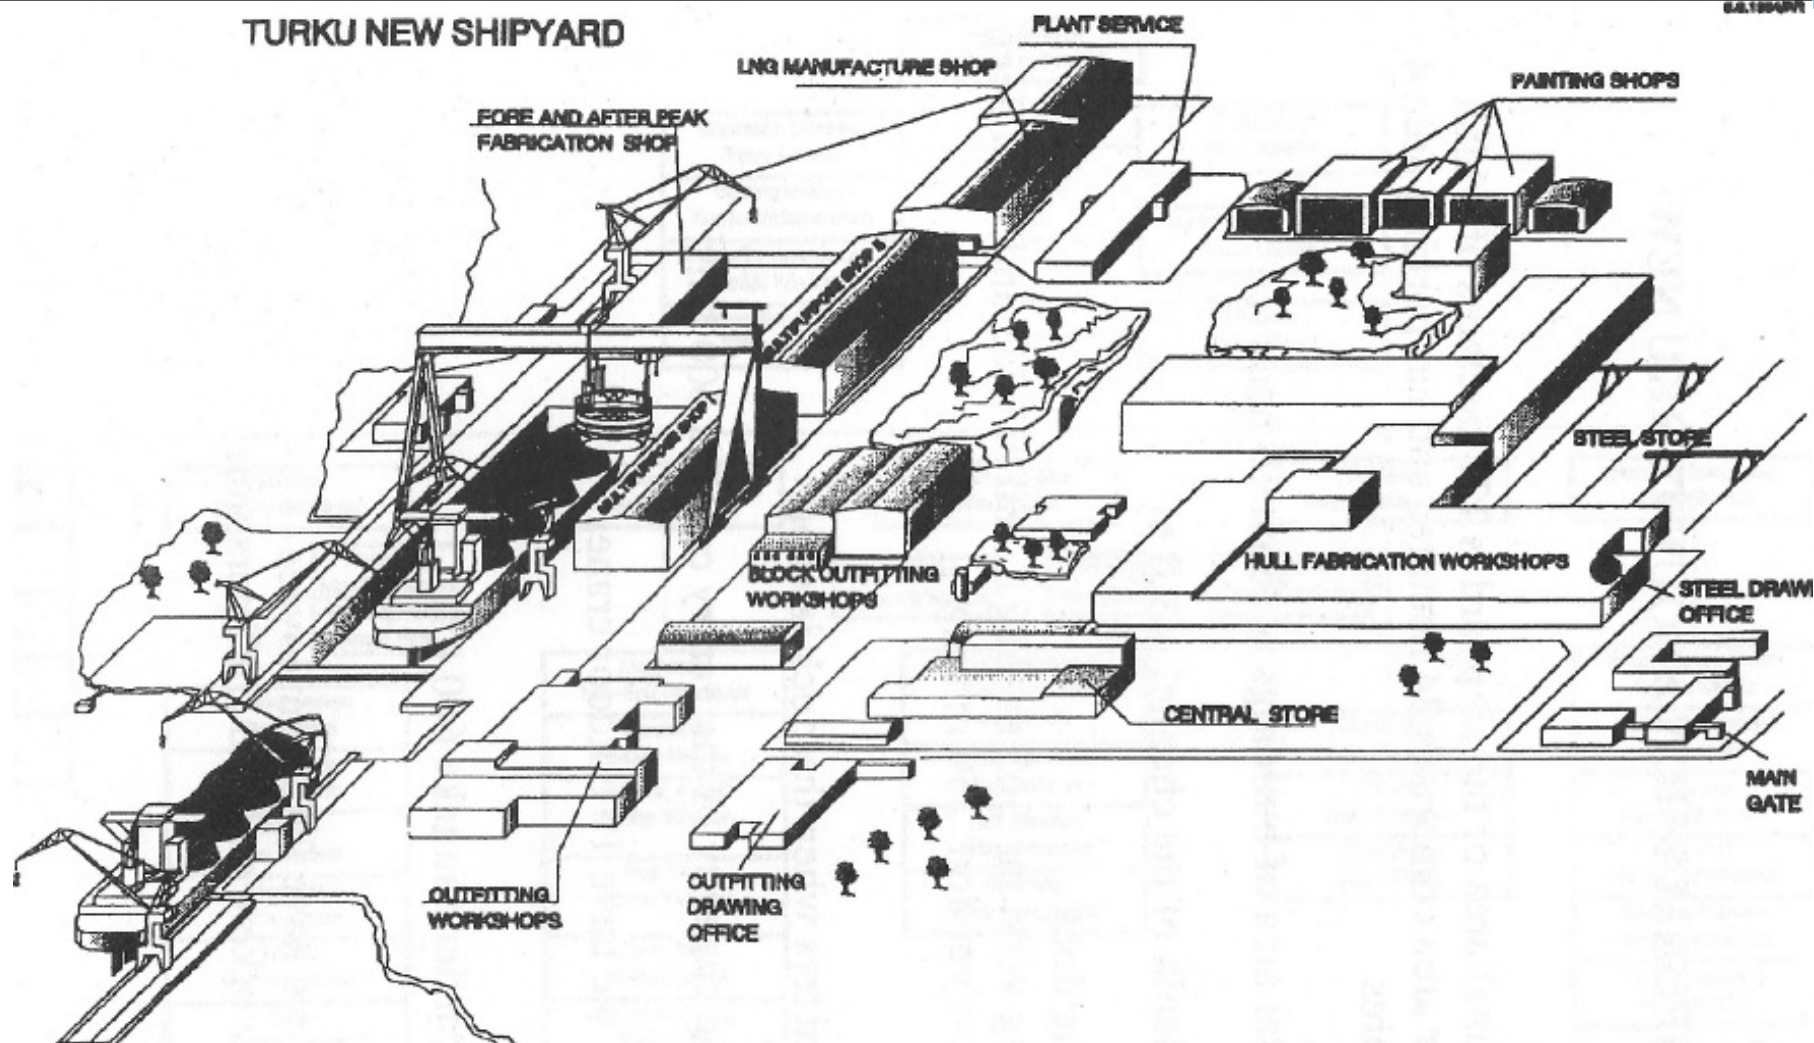 TURKU NEW SHIPYARD
PLANT SERVICE
LNG MANUFACTURE SHOP
PAINTING SHOPS
FORE AND AFTER PEAK
FABRICATION SHOP
MULTIPURPOSE SHOP
MULTIPURPOSE SHOP 1
STEEL STORE
HULL FABRICATION WORKSHOPS
BLOCK OUTFITTING
WORKSHOPS
STEEL DRAWI
OFFICE
CENTRAL STORE
MAIN
GATE
OUTFITTING
WORKSHOPS
OUTFITTING
DRAWING
OFFICE